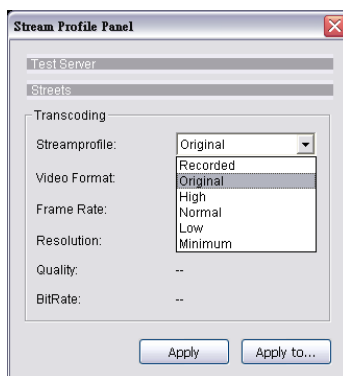 Stream Profile Panel
Test Server
Streets
Transcoding
Streamprofile: Original
Recorded
Original
High
Normal
Low
Minimum
Video Format:
Frame Rate:
Resolution:
Quality: --
BitRate: --
Apply Apply to...